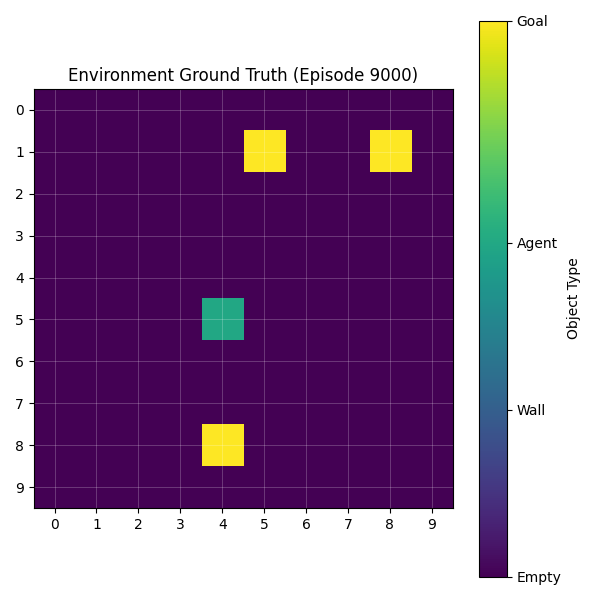 Environment Ground Truth (Episode 9000)
0
1
2
3
4
5
6
7
8
9
0 1 2 3 4 5 6 7 8 9
Goal
Agent
Wall
Empty
Object Type